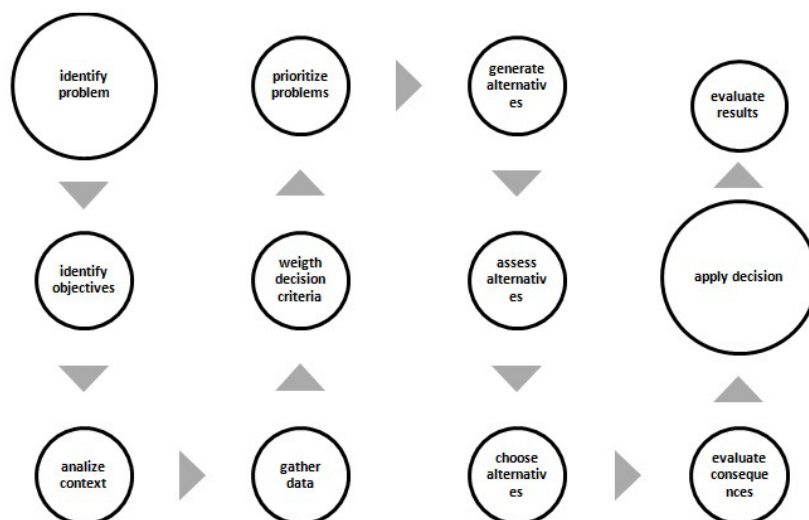 identify
problem
prioritize
problems
generate
alternativ
es
evaluate
results
identify
objectives
weigth
decision
criteria
assess
alternativ
es
apply decision
analize
context
gather
data
choose
alternativ
es
evaluate
consequ
nces